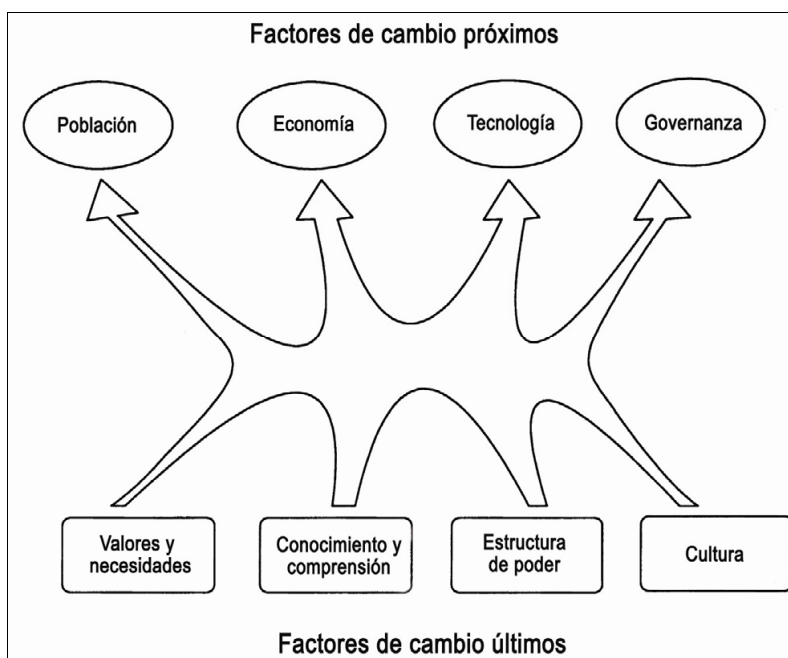 Factores de cambio próximos
Población
Economía
Tecnología
Governanza
Valores y
necesidades
Conocimiento y
comprensión
Estructura
de poder
Cultura
Factores de cambio últimos